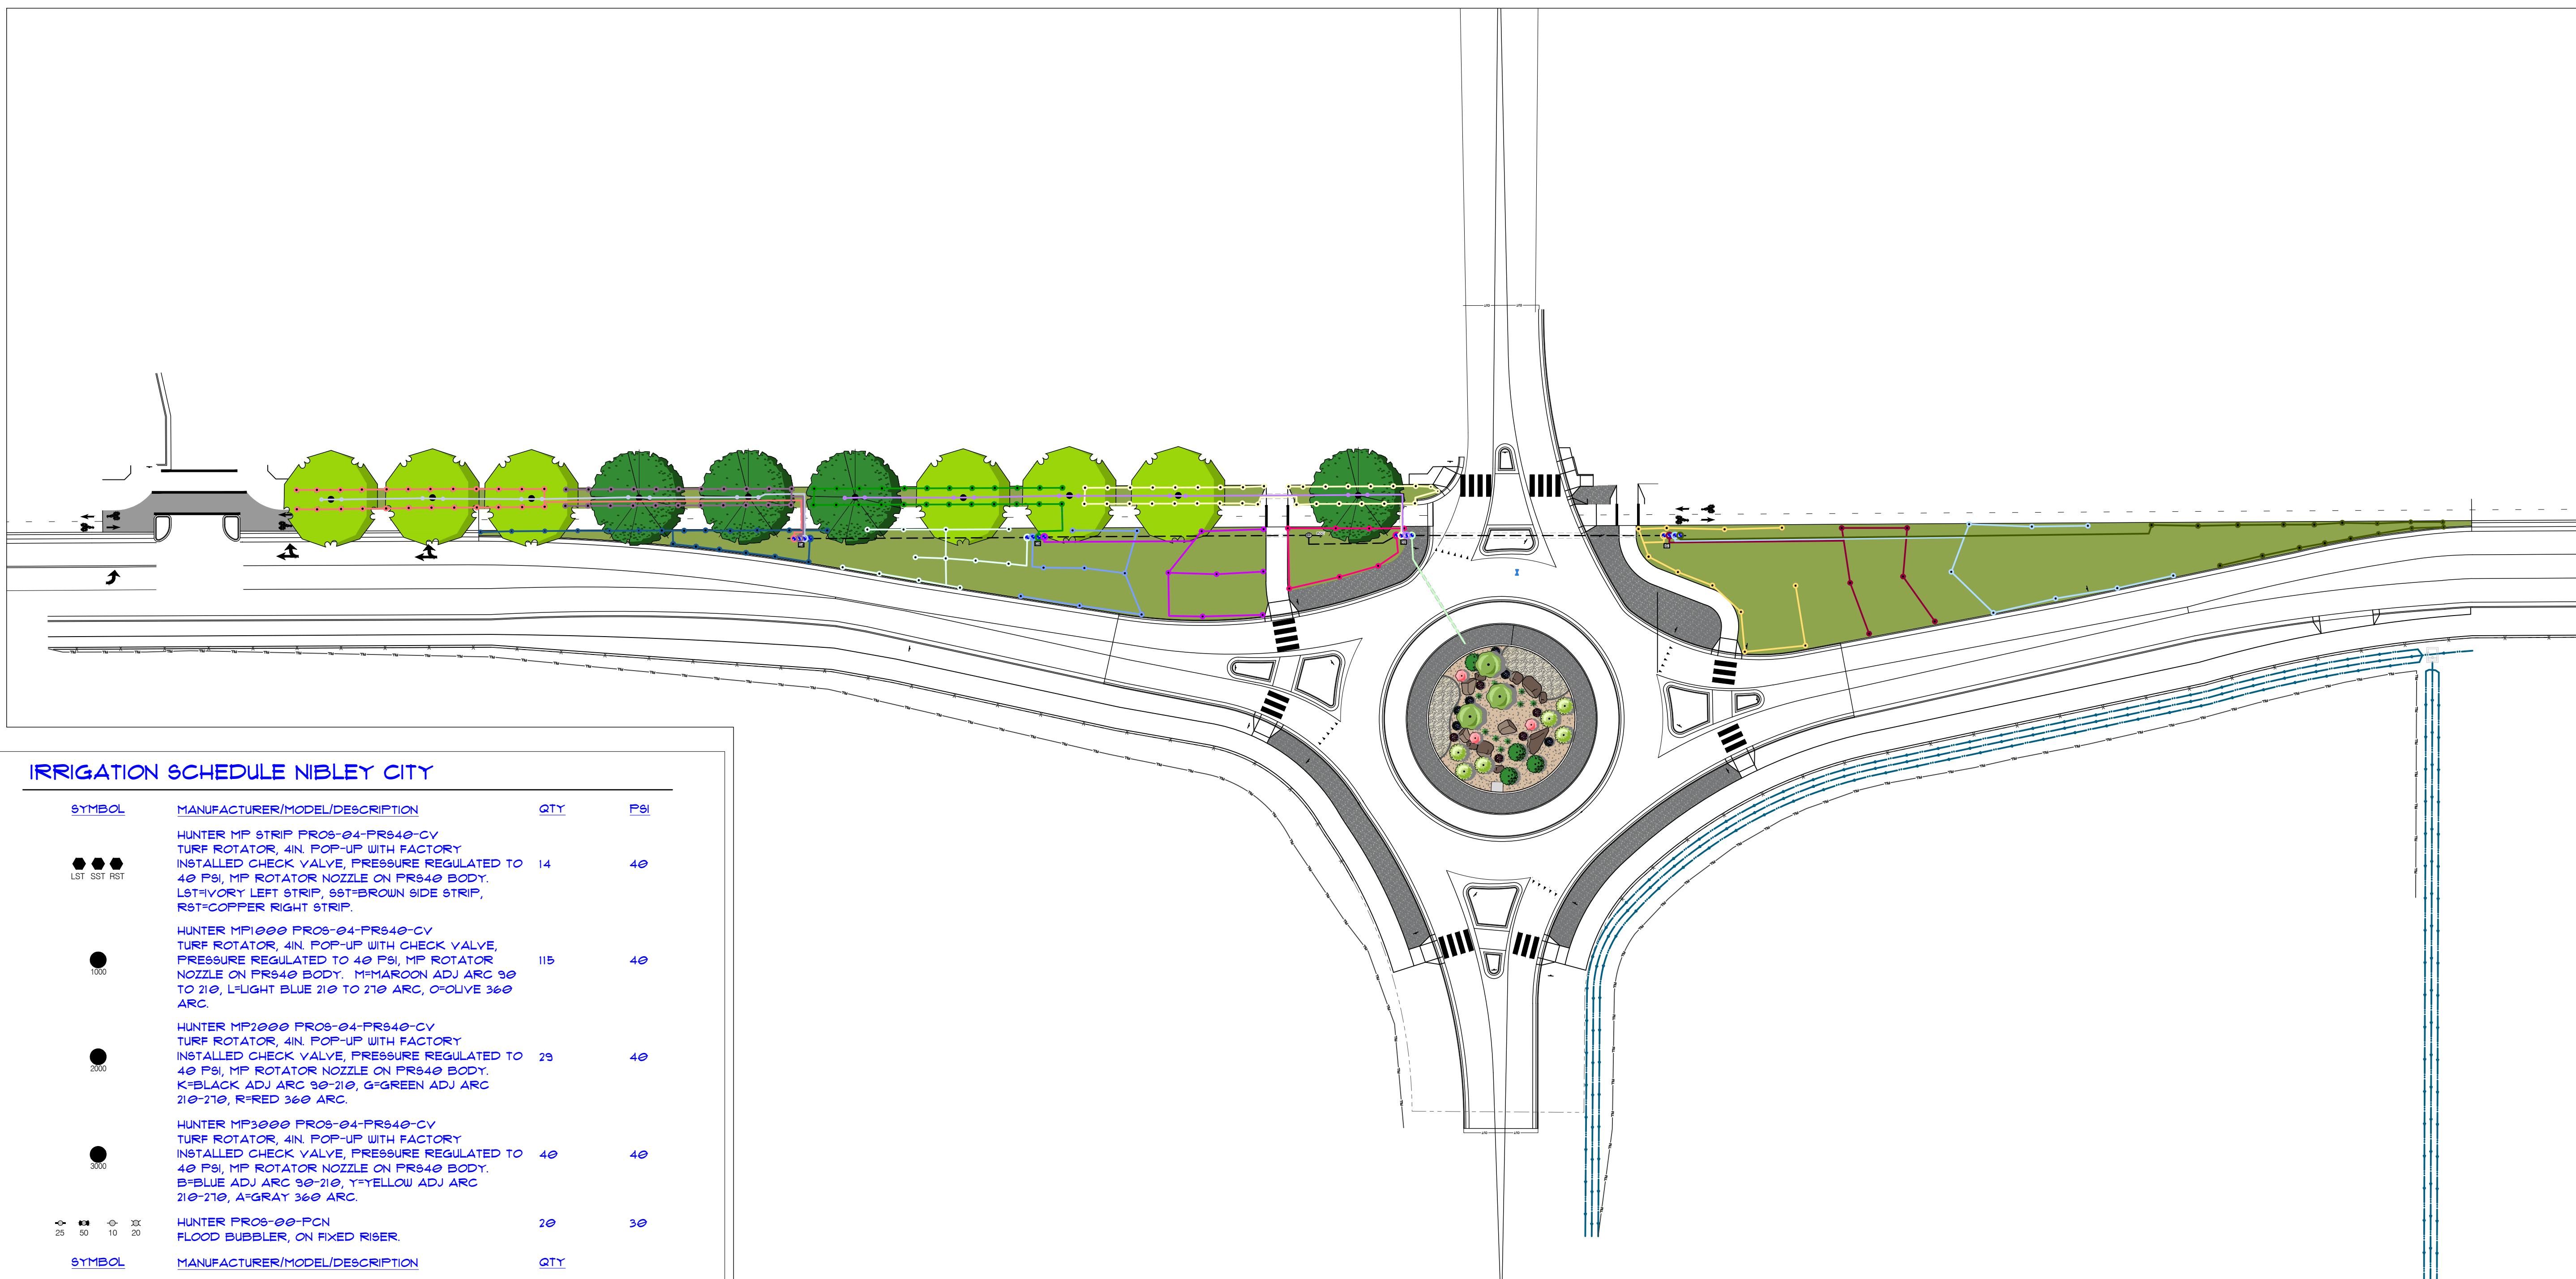 IRRIGATION SCHEDULE NIBLEY CITY
SYMBOL MANUFACTURER/MODEL/DESCRIPTION QTY PSI
HUNTER MP STRIP PROS-04-PRS40-CV
TURF ROTATOR, 4IN. POP-UP WITH FACTORY
INSTALLED CHECK VALVE, PRESSURE REGULATED TO 14 40
40 PSI, MP ROTATOR NOZZLE ON PRS40 BODY.
LST SST RST
LST=IVORY LEFT STRIP, SST=BROWN SIDE STRIP,
RST=COPPER RIGHT STRIP.
HUNTER MP1000 PROS-04-PRS40-CV
TURF ROTATOR, 4IN. POP-UP WITH CHECK VALVE,
PRESSURE REGULATED TO 40 PSI, MP ROTATOR 115 40
1000
NOZZLE ON PRS40 BODY. M=MAROON ADJ ARC 90
TO 210, L=LIGHT BLUE 210 TO 270 ARC, O=OLIVE 360
ARC.
HUNTER MP2000 PROS-04-PRS40-CV
TURF ROTATOR, 4IN. POP-UP WITH FACTORY
INSTALLED CHECK VALVE, PRESSURE REGULATED TO 29 40
2000
40 PSI, MP ROTATOR NOZZLE ON PRS40 BODY.
K=BLACK ADJ ARC 90-210, G=GREEN ADJ ARC
210-270, R=RED 360 ARC.
HUNTER MP3000 PROS-04-PRS40-CV
TURF ROTATOR, 4IN. POP-UP WITH FACTORY
INSTALLED CHECK VALVE, PRESSURE REGULATED TO 40 40
3000
40 PSI, MP ROTATOR NOZZLE ON PRS40 BODY.
B=BLUE ADJ ARC 90-210, Y=YELLOW ADJ ARC
210-270, A=GRAY 360 ARC.
HUNTER PROS-00-PCN 20 30
25 50 10 20
FLOOD BUBBLER, ON FIXED RISER.
SYMBOL MANUFACTURER/MODEL/DESCRIPTION QTY